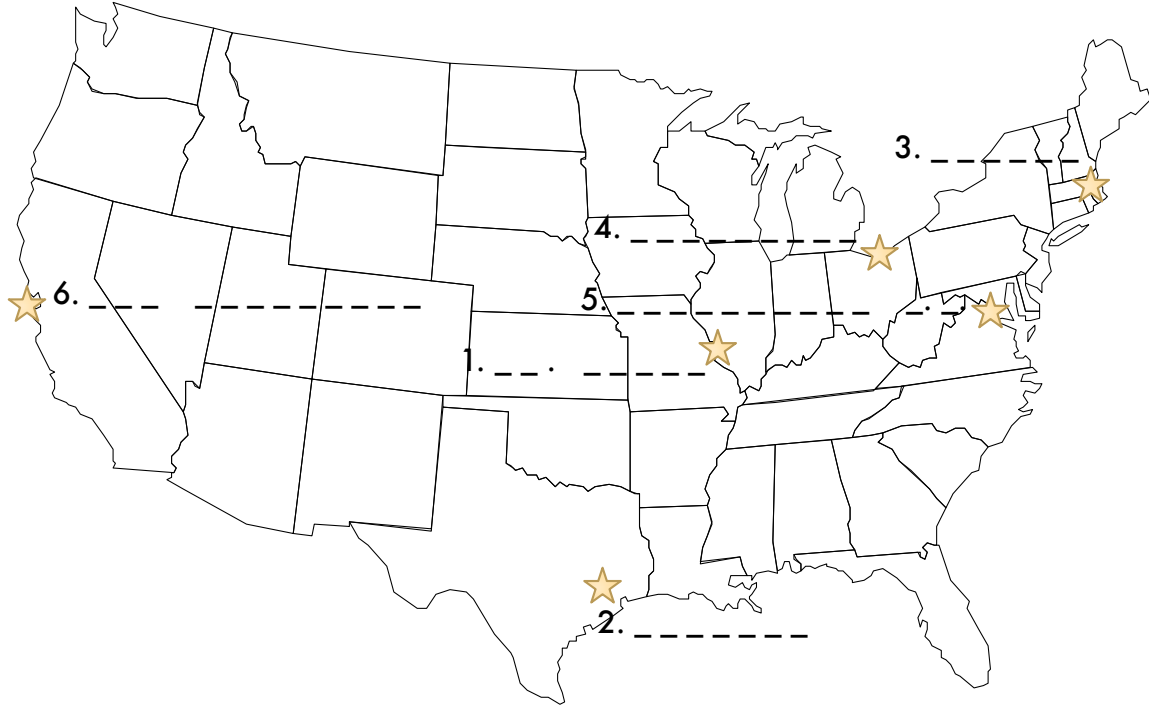 3. _ _ _ _ _ _
4. _ _ _ _ _ _ _ _ _
6. _ _ _ _ _ _ _ _ _ _ _ _
5. _ _ _ _ _ _ _ _ _ _ _. _.
1. _ _. _ _ _ _ _
2. _ _ _ _ _ _ _